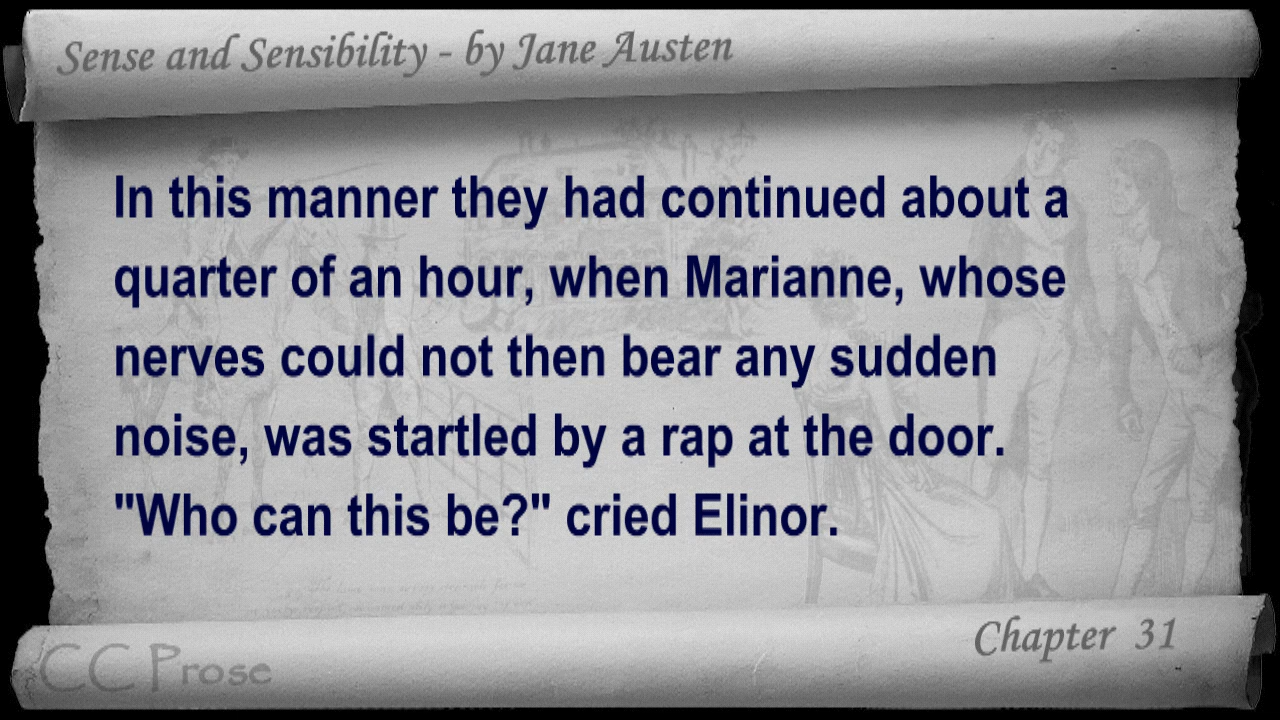 Sense and Sensibility - by Jane Austen
In this manner they had continued about a
quarter of an hour, when Marianne, whose
nerves could not then bear any sudden
noise, was startled by a rap at the door.
"Who can this be?" cried Elinor.
Chapter 31
CC Prose